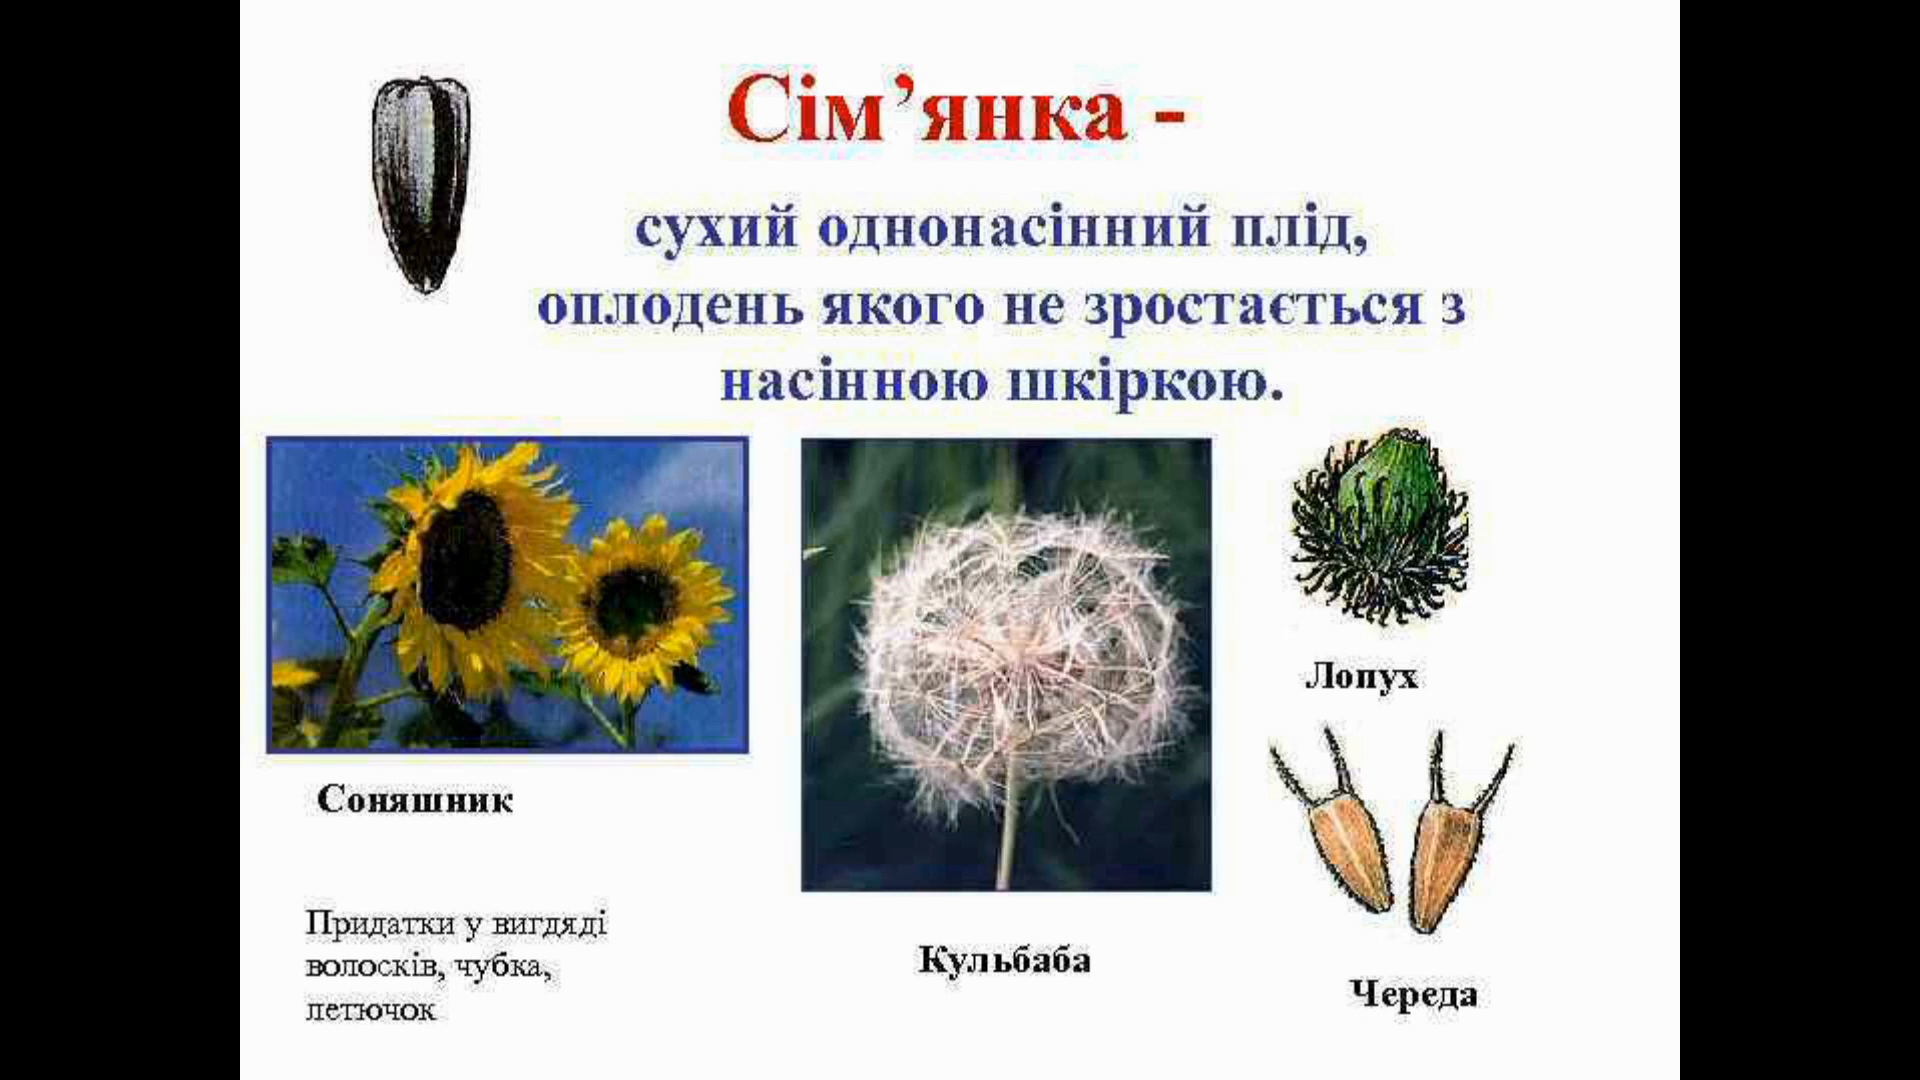 Сім’янка -
сухий однонасінний плід,
оплодень якого не зростається з
насінною шкіркою.
Соняшник
Придатки у вигдяді
волосків, чубка,
летючок
Кульбаба
Лопух
Череда